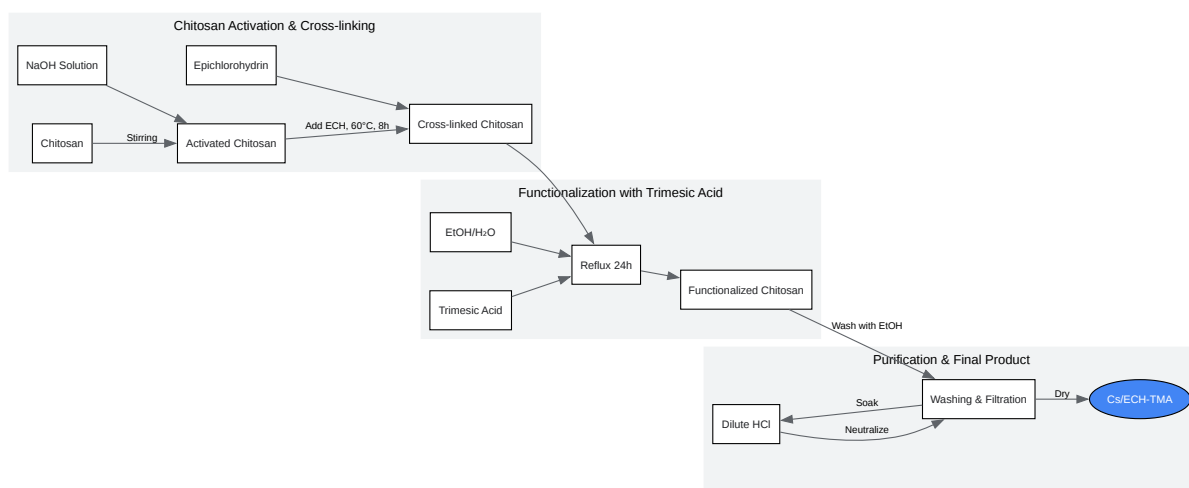 Chitosan Activation & Cross-linking
NaOH Solution
Epichlorohydrin
Chitosan
Stirring
Activated Chitosan
Add ECH, 60°C, 8h
Cross-linked Chitosan
Functionalization with Trimesic Acid
EtOH/H₂O
Trimesic Acid
Reflux 24h
Functionalized Chitosan
Wash with EtOH
Purification & Final Product
Dilute HCl
Soak
Neutralize
Washing & Filtration
Dry
Cs/ECH-TMA